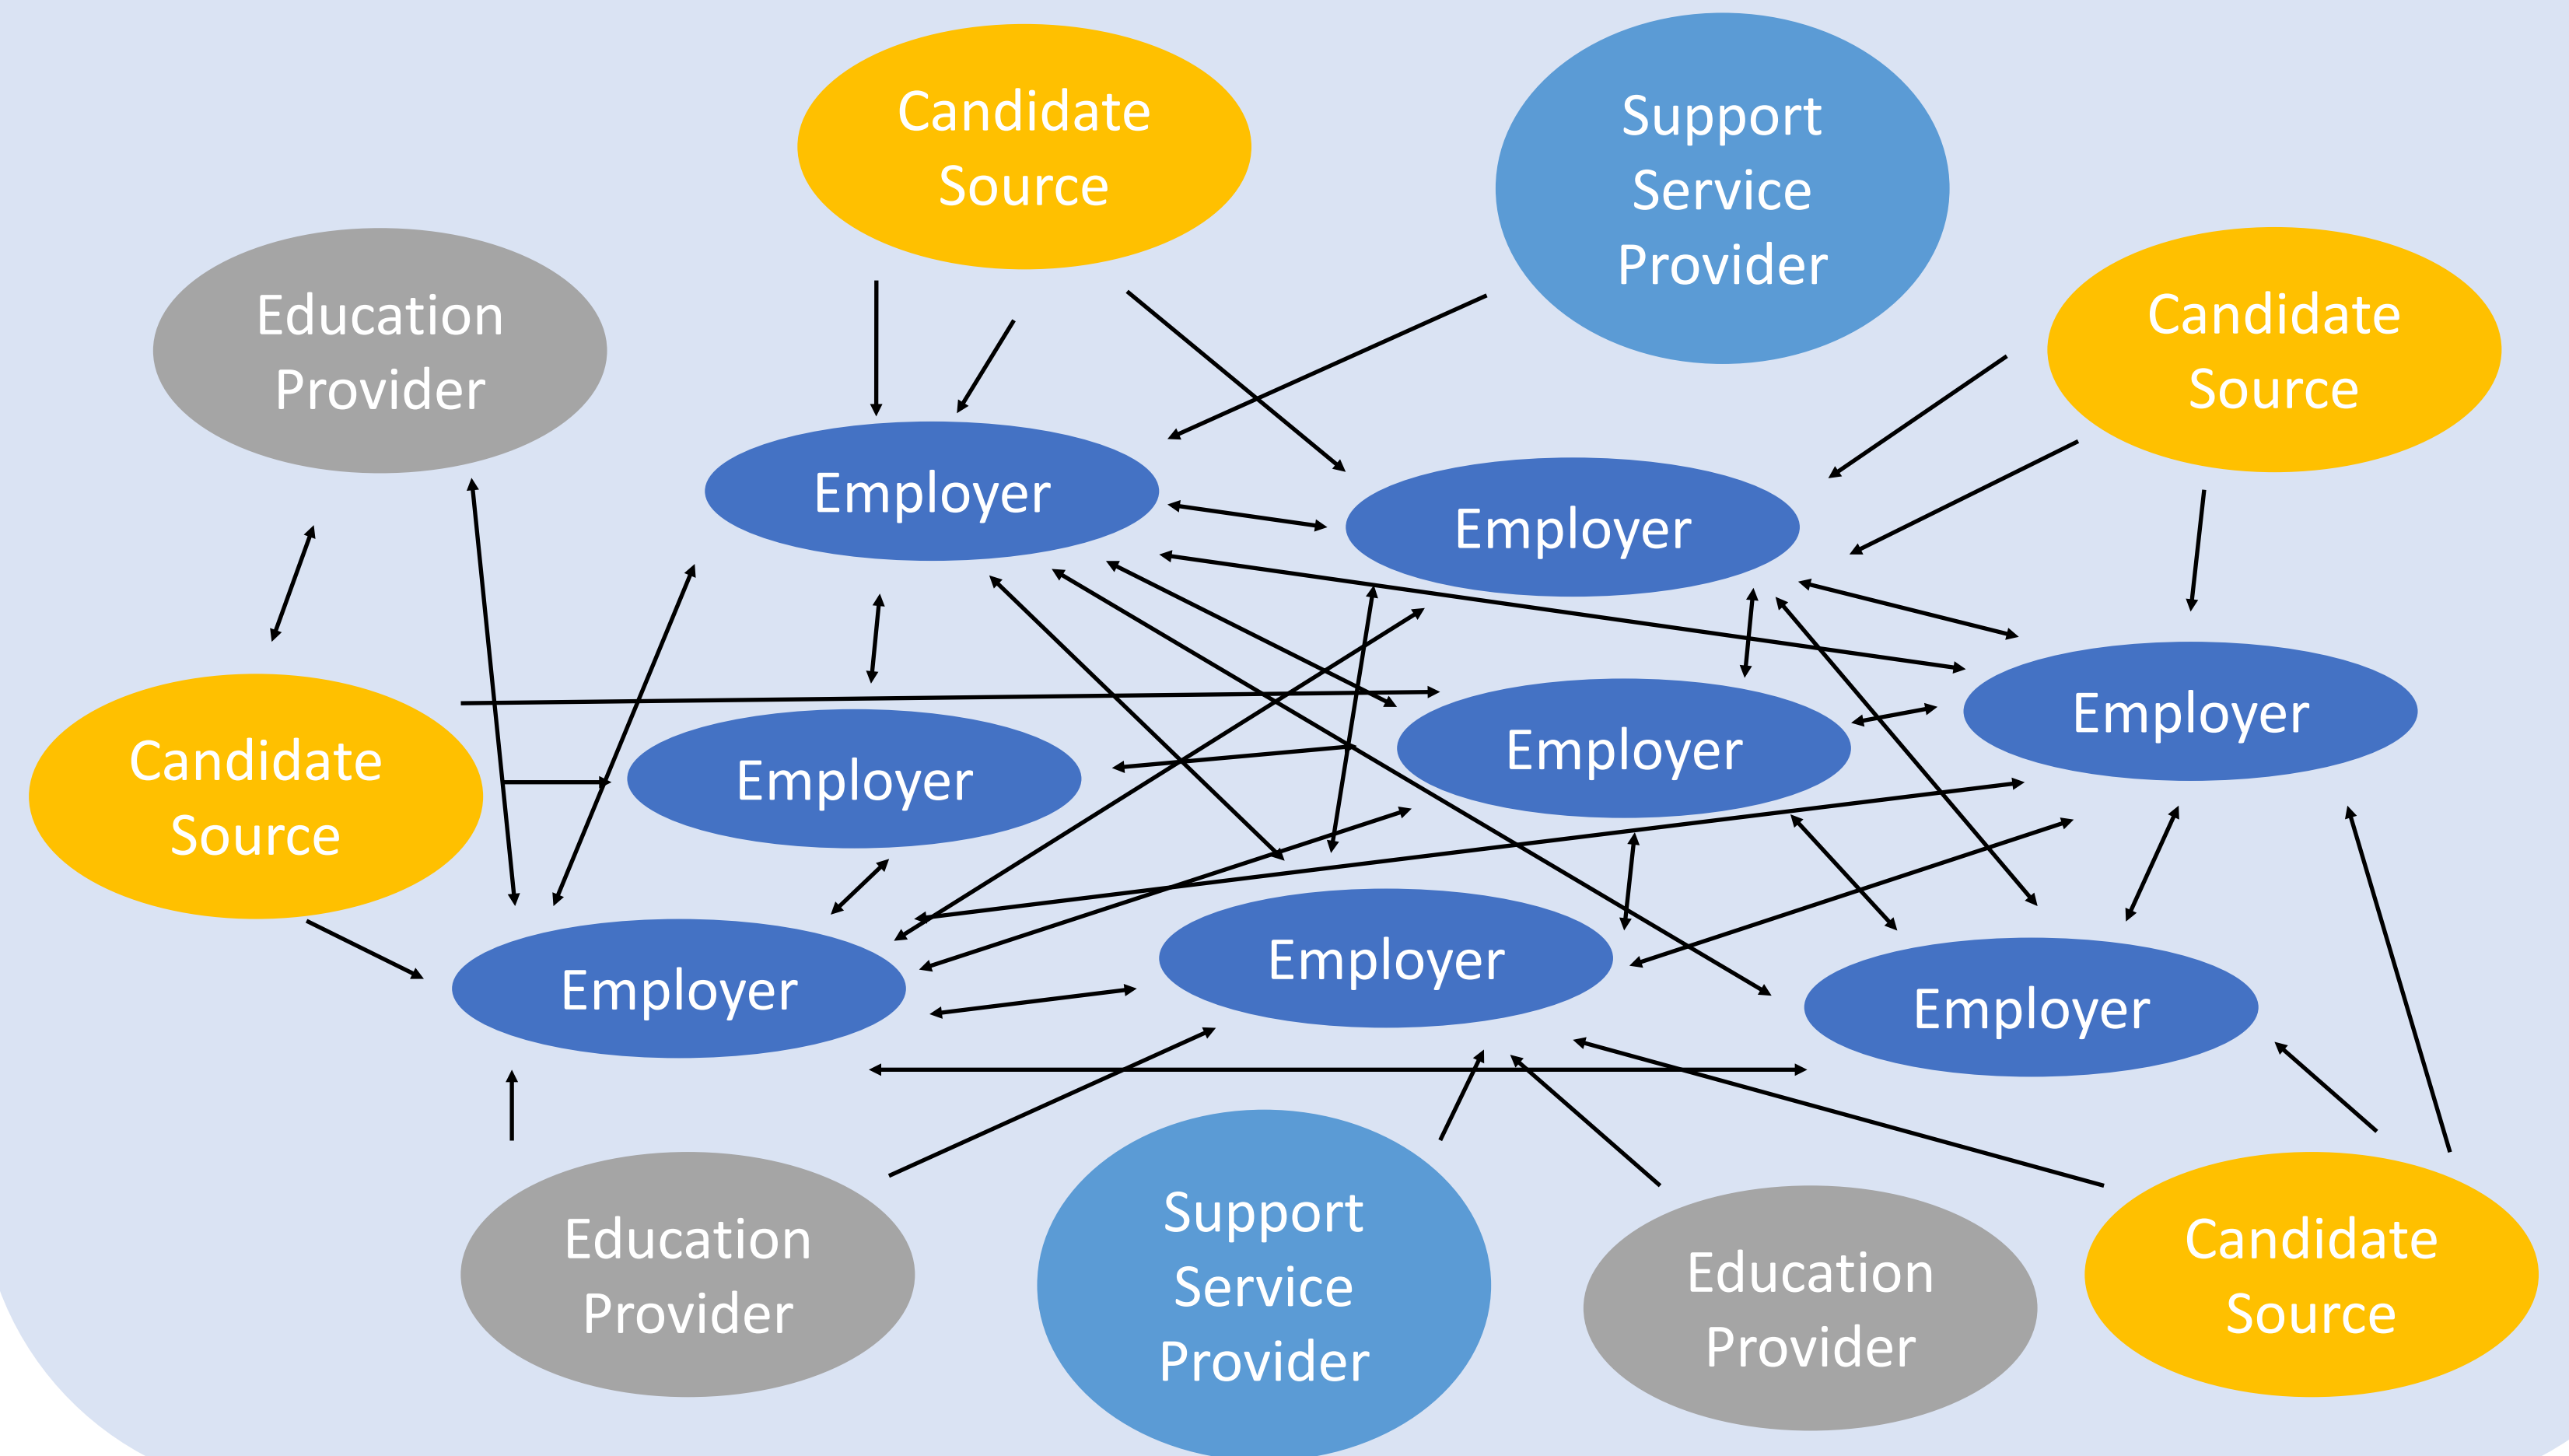 Candidate
Source
Support
Service
Provider
Education
Provider
Candidate
Source
Employer
Employer
Employer
Employer
Employer
Candidate
Source
Employer
Employer
Employer
Education
Provider
Support
Service
Provider
Education
Provider
Candidate
Source